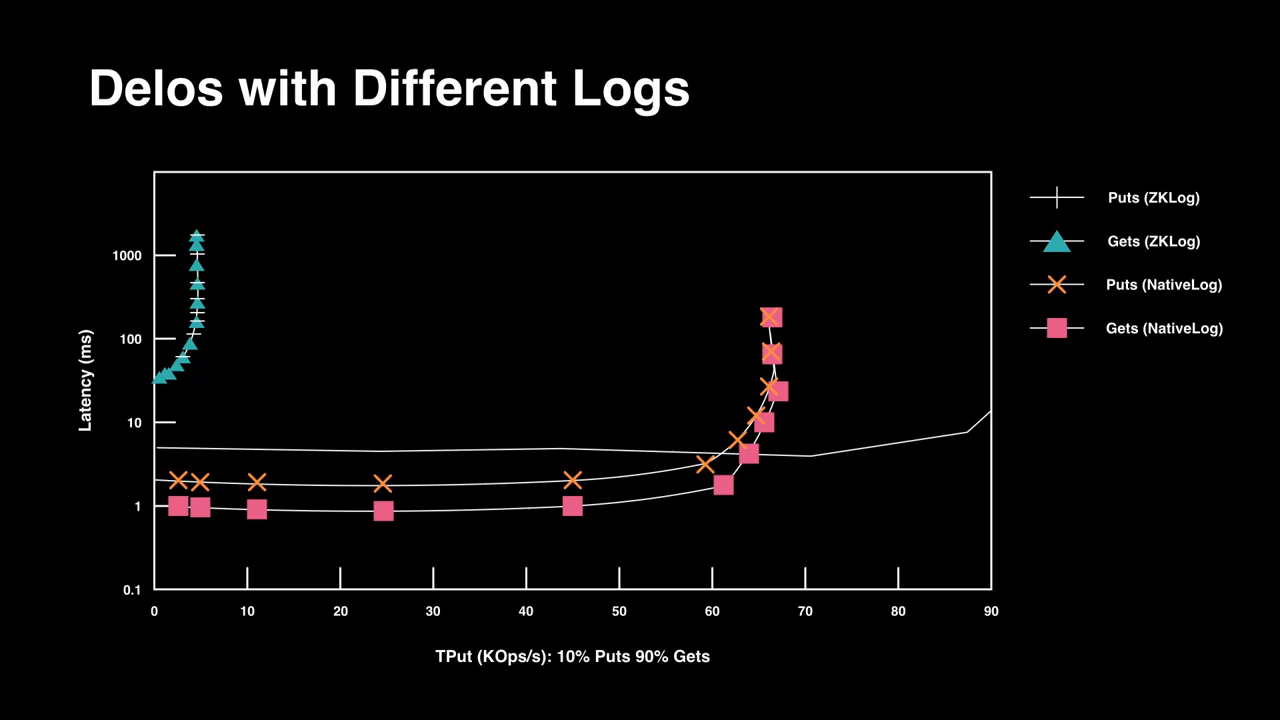 Delos with Different Logs
Puts (ZKLog)
Gets (ZKLog)
Puts (NativeLog)
Gets (NativeLog)
Latency (ms)
1000
100
10
1
0.1
0 10 20 30 40 50 60 70 80 90
TPut (KOps/s): 10% Puts 90% Gets